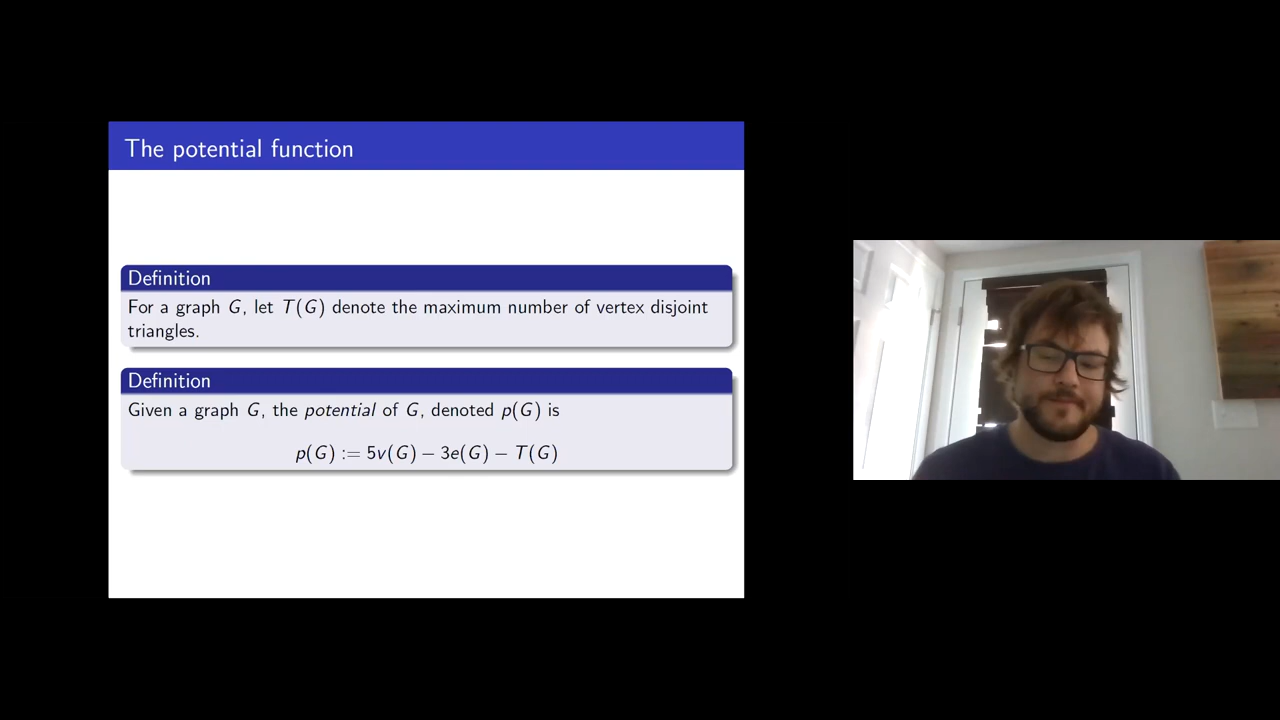 The potential function
Definition
For a graph G, let T(G) denote the maximum number of vertex disjoint
triangles.
Definition
Given a graph G, the potential of G, denoted p(G) is
p(G) := 5v(G) − 3e(G) − T(G)